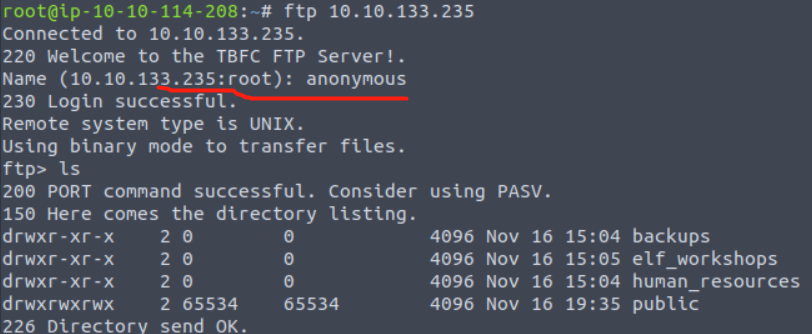 root@ip-10-10-114-208:~# ftp 10.10.133.235
Connected to 10.10.133.235.
220 Welcome to the TBFC FTP Server!.
Name (10.10.133.235:root): anonymous
230 Login successful.
Remote system type is UNIX.
Using binary mode to transfer files.
ftp> ls
200 PORT command successful. Consider using PASV.
150 Here comes the directory listing.
drwxr-xr-x    2 0        0            4096 Nov 16 15:04 backups
drwxr-xr-x    2 0        0            4096 Nov 16 15:05 elf_workshops
drwxr-xr-x    2 0        0            4096 Nov 16 15:04 human_resources
drwxrwxrwx    2 65534    65534        4096 Nov 16 19:35 public
226 Directory send OK.